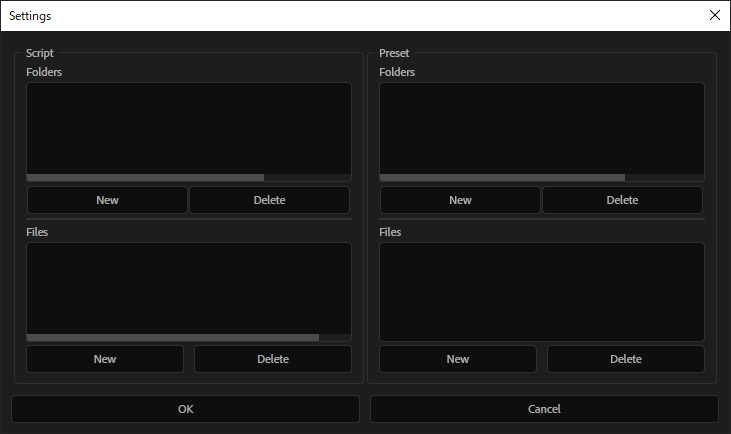 Settings
Script
Folders
New
Delete
Files
New
Delete
Preset
Folders
New
Delete
Files
New
Delete
OK
Cancel